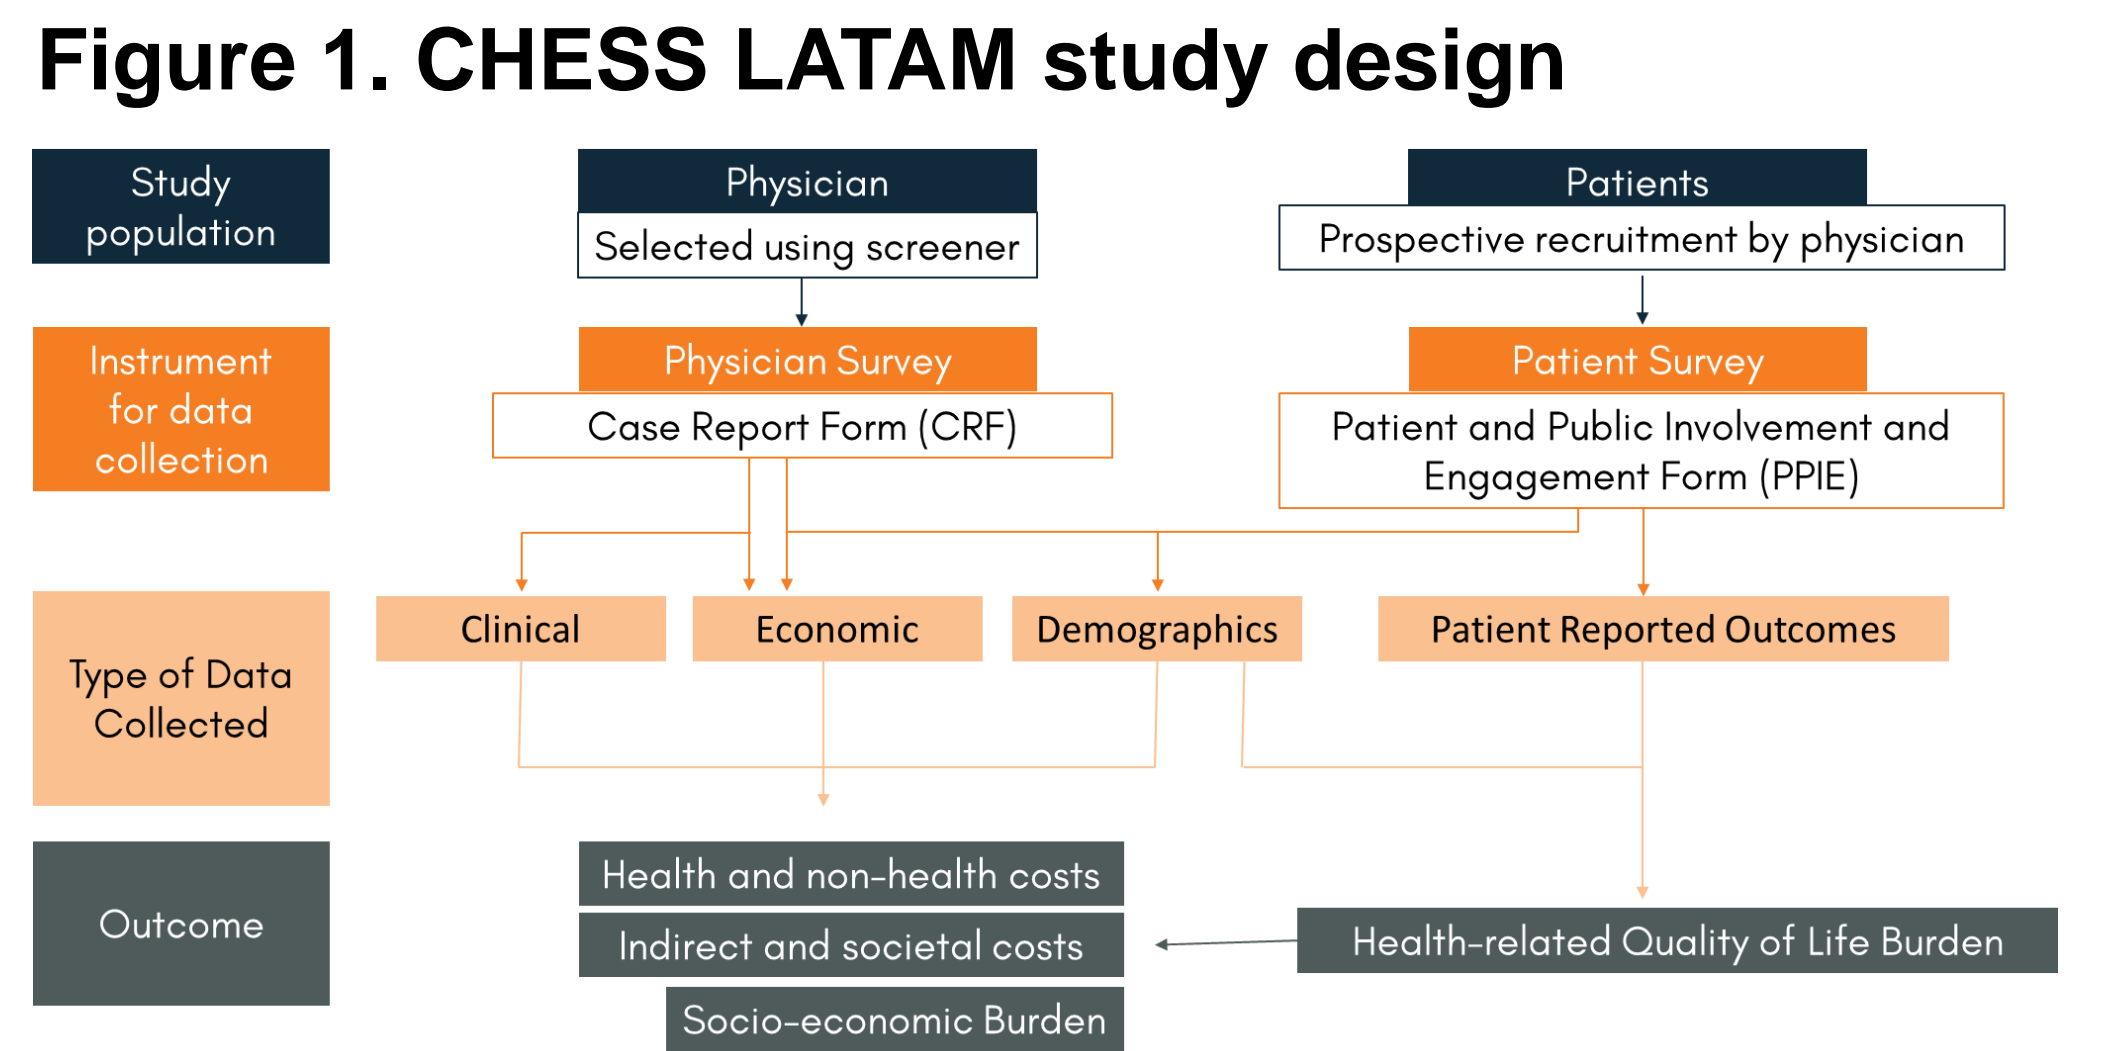 Figure 1. CHESS LATAM study design
Study
population
Physician
Selected using screener
Patients
Prospective recruitment by physician
Instrument
for data
collection
Physician Survey
Case Report Form (CRF)
Patient Survey
Patient and Public Involvement and
Engagement Form (PPIE)
Type of Data
Collected
Clinical
Economic
Demographics
Patient Reported Outcomes
Outcome
Health and non-health costs
Indirect and societal costs
Socio-economic Burden
Health-related Quality of Life Burden